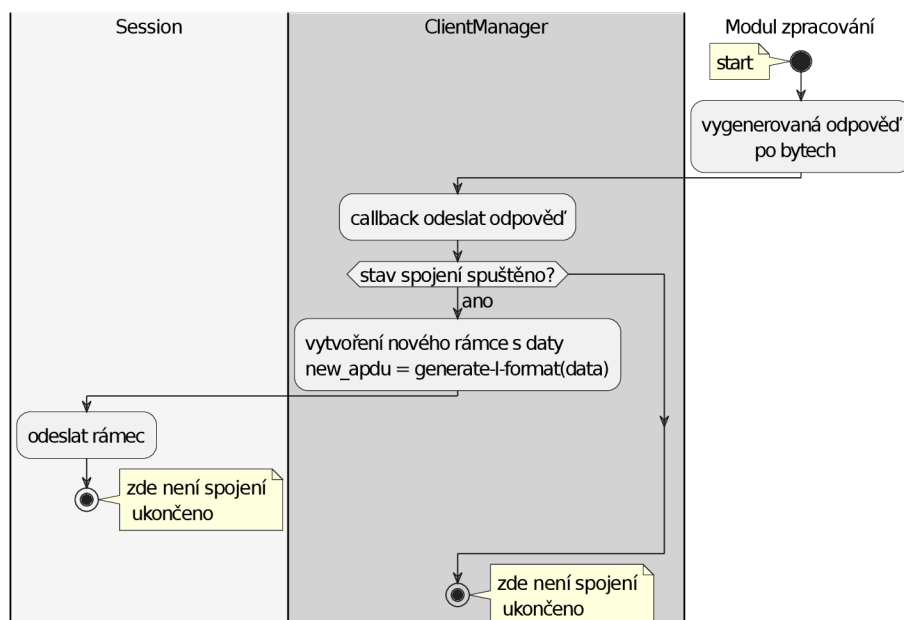 Session
ClientManager
Modul zpracování
start
vygenerovaná odpověď
po bytech
callback odeslat odpověď
stav spojení spuštěno?
ano
vytvoření nového rámce s daty
new_apdu = generate-I-format(data)
odeslat rámec
zde není spojení
ukončeno
zde není spojení
ukončeno